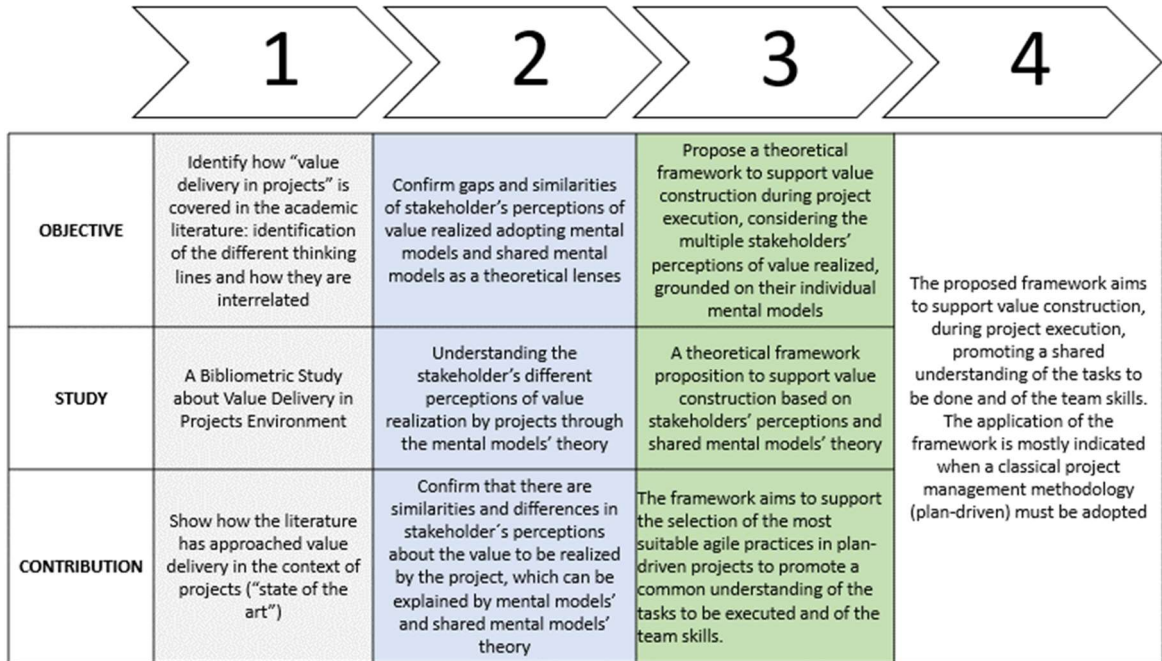 1
2
3
4
OBJECTIVE
Identify how “value
delivery in projects” is
covered in the academic
literature: identification
of the different thinking
lines and how they are
interrelated
Confirm gaps and similarities
of stakeholder’s perceptions of
value realized adopting mental
models and shared mental
models as a theoretical lenses
Propose a theoretical
framework to support value
construction during project
execution, considering the
multiple stakeholders’
perceptions of value realized,
grounded on their individual
mental models
The proposed framework aims
to support value construction,
during project execution,
promoting a shared
understanding of the tasks to
be done and of the team skills.
The application of the
framework is mostly indicated
when a classical project
management methodology
(plan-driven) must be adopted
STUDY
A Bibliometric Study
about Value Delivery in
Projects Environment
Understanding the
stakeholder’s different
perceptions of value
realization by projects through
the mental models’ theory
A theoretical framework
proposition to support value
construction based on
stakeholders’ perceptions and
shared mental models’ theory
CONTRIBUTION
Show how the literature
has approached value
delivery in the context of
projects (“state of the
art”)
Confirm that there are
similarities and differences in
stakeholder´s perceptions
about the value to be realized
by the project, which can be
explained by mental models’
and shared mental models’
theory
The framework aims to support
the selection of the most
suitable agile practices in plan-
driven projects to promote a
common understanding of the
tasks to be executed and of the
team skills.